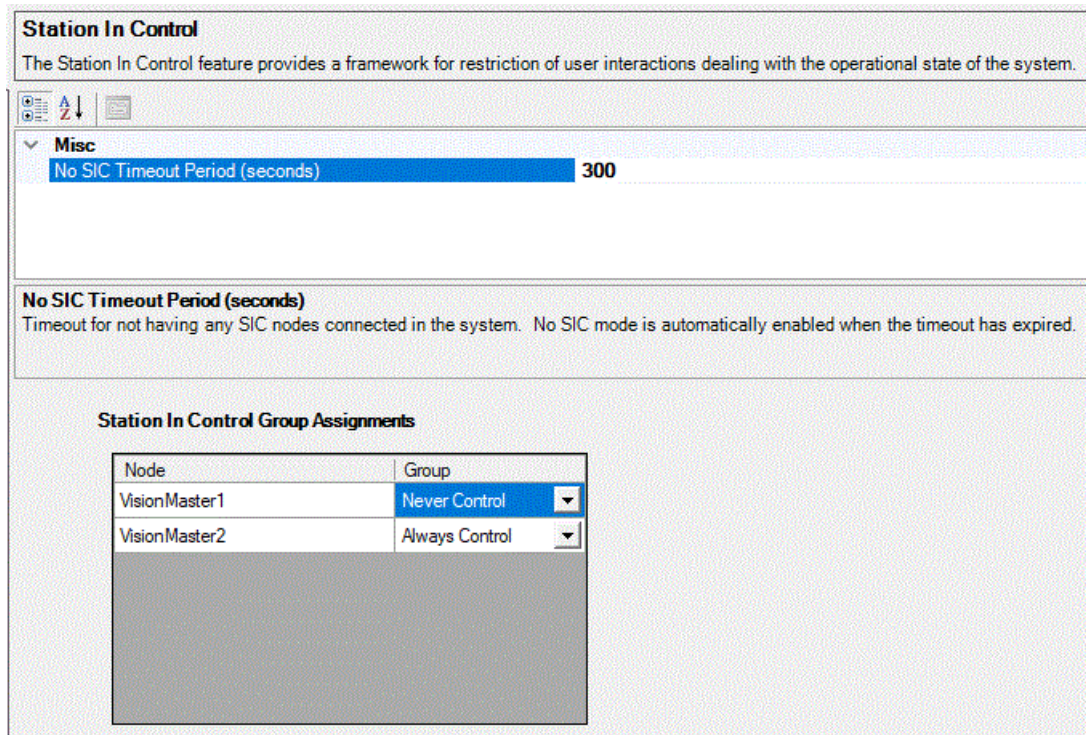 Station In Control
The Station In Control feature provides a framework for restriction of user interactions dealing with the operational state of the system.
A
Z
Misc
No SIC Timeout Period (seconds) 300
No SIC Timeout Period (seconds)
Timeout for not having any SIC nodes connected in the system. No SIC mode is automatically enabled when the timeout has expired.
Station In Control Group Assignments
Node Group
VisionMaster1 Never Control
VisionMaster2 Always Control